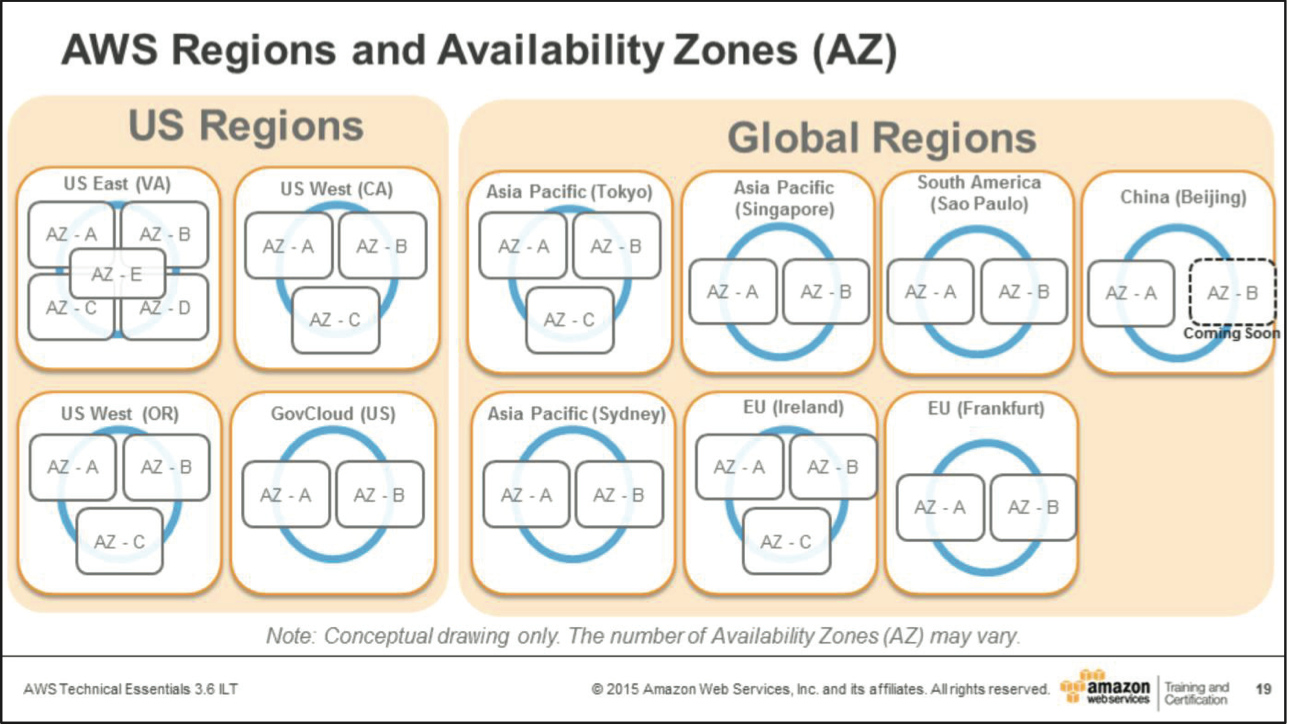 AWS Regions and Availability Zones (AZ)
US Regions
US East (VA)
AZ - A
AZ - B
AZ - E
AZ - C
AZ - D
US West (CA)
AZ - A
AZ - B
AZ - C
US West (OR)
AZ - A
AZ - B
AZ - C
GovCloud (US)
AZ - A
AZ - B
Global Regions
Asia Pacific (Tokyo)
AZ - A
AZ - B
AZ - C
Asia Pacific
(Singapore)
AZ - A
AZ - B
South America
(Sao Paulo)
AZ - A
AZ - B
China (Beijing)
AZ - A
AZ - B
Coming Soon
Asia Pacific (Sydney)
AZ - A
AZ - B
EU (Ireland)
AZ - A
AZ - B
AZ - C
EU (Frankfurt)
AZ - A
AZ - B
Note: Conceptual drawing only. The number of Availability Zones (AZ) may vary.
AWS Technical Essentials 3.6 ILT
© 2015 Amazon Web Services, Inc. and its affiliates. All rights reserved.
amazon
webservices
Training and
Certification
19